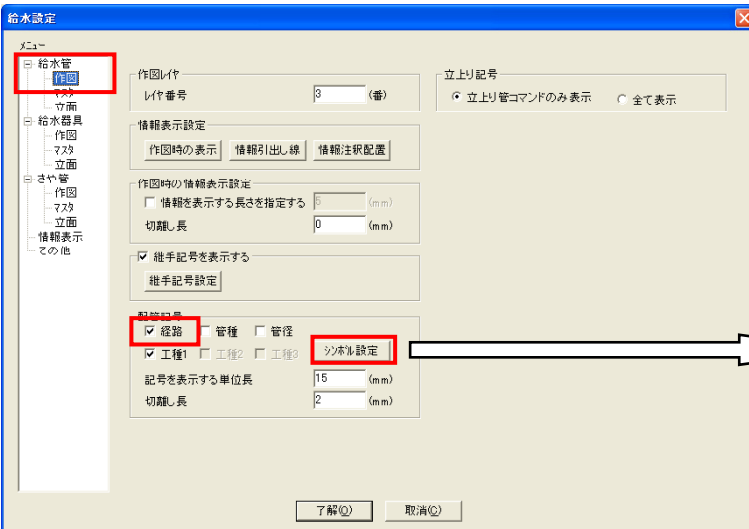 給水設定
メニュー
給水管
作図
マスタ
立面
給水器具
作図
マスタ
立面
さや管
作図
マスタ
立面
情報表示
その他
作図レイヤ
レイヤ番号 3 (番)
情報表示設定
作図時の表示 情報引出し線 情報注釈配置
作図時の情報表示設定
情報を表示する長さを指定する 5 (mm)
切離し長 0 (mm)
継手記号を表示する
継手記号設定
配管記号
経路 管種 管径
工種1 工種2 工種3 シンボル設定
記号を表示する単位長 15 (mm)
切離し長 2 (mm)
立上り記号
立上り管コマンドのみ表示 全て表示
了解(O) 取消(C)